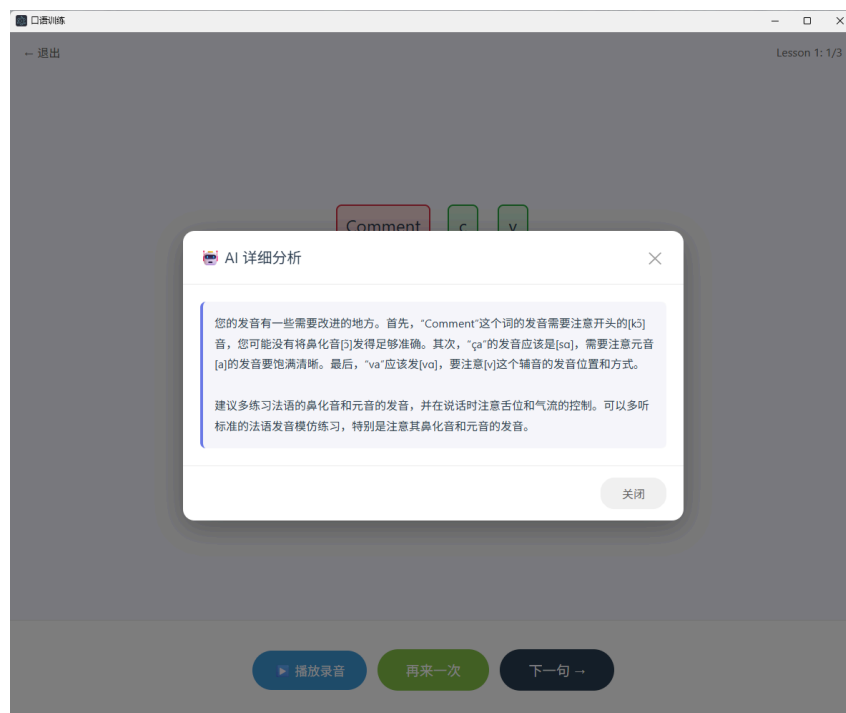 口语训练
← 退出
Lesson 1: 1/3
Comment
c
v
AI 详细分析
您的发音有一些需要改进的地方。首先，"Comment"这个词的发音需要注意开头的[kɔ̃]
音，您可能没有将鼻化音[ɔ̃]发得足够准确。其次，"ça"的发音应该是[sɑ]，需要注意元音
[a]的发音要饱满清晰。最后，"va"应该发[vɑ]，要注意[v]这个辅音的发音位置和方式。
建议多练习法语的鼻化音和元音的发音，并在说话时注意舌位和气流的控制。可以多听
标准的法语发音模仿练习，特别是注意其鼻化音和元音的发音。
关闭
播放录音
再来一次
下一句 →